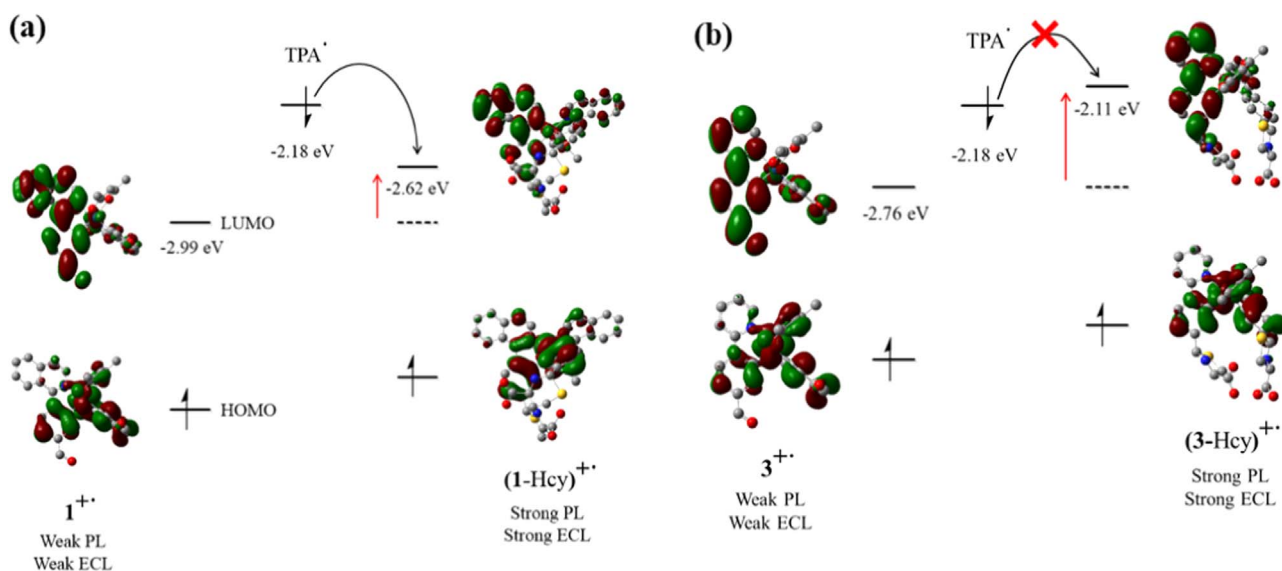 (a)
TPA·
-2.18 eV
-2.62 eV
LUMO
-2.99 eV
HOMO
1+·
Weak PL
Weak ECL
(1-Hcy)+·
Strong PL
Strong ECL
(b)
TPA·
-2.11 eV
-2.18 eV
-2.76 eV
3+·
Weak PL
Weak ECL
(3-Hcy)+·
Strong PL
Strong ECL